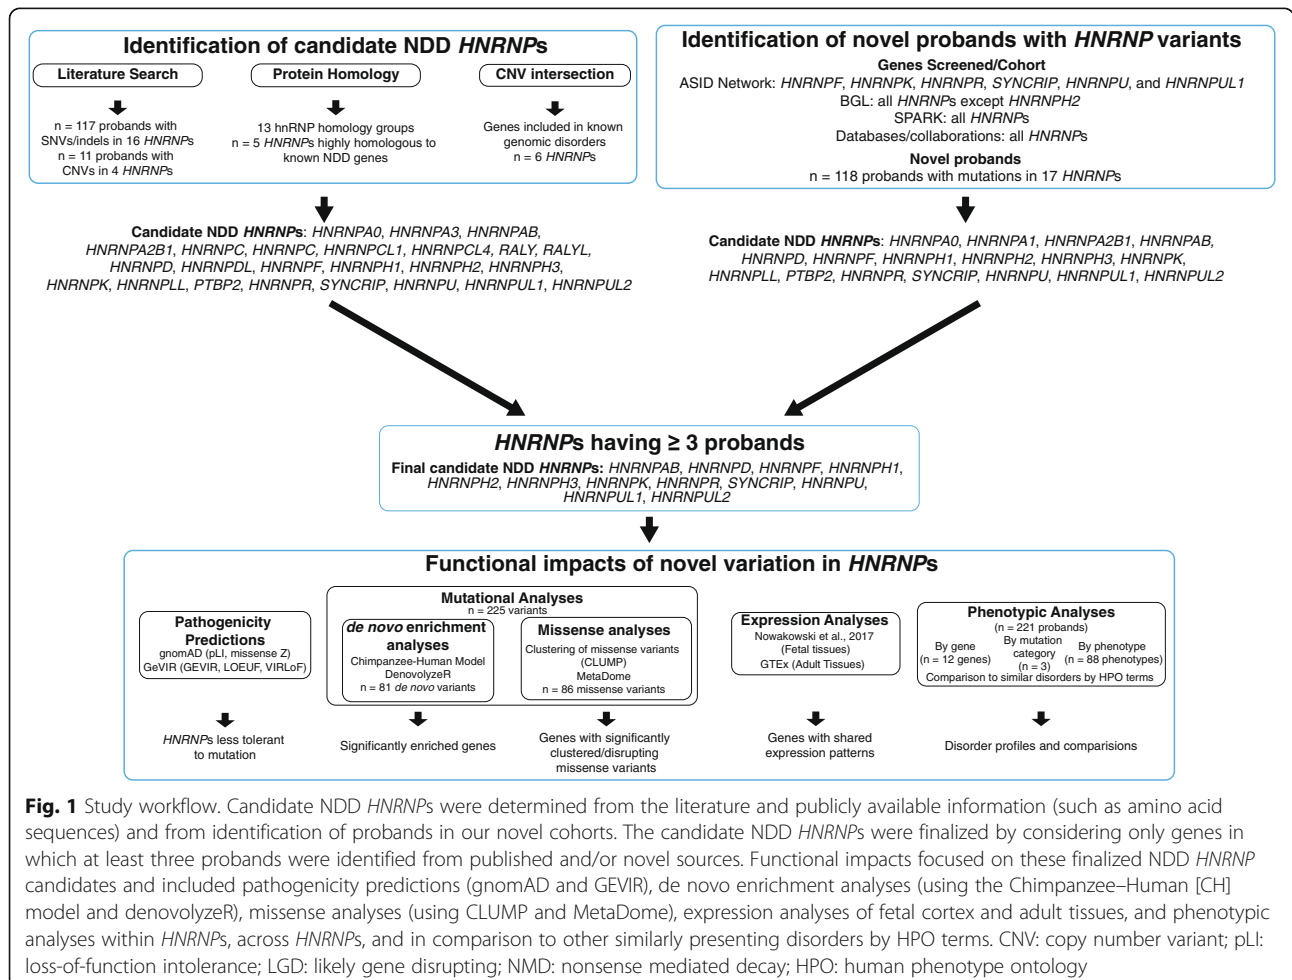 Identification of candidate NDD HNRNPs
Literature Search
n = 117 probands with
SNVs/indels in 16 HNRNPs
n = 11 probands with
CNVs in 4 HNRNPs
Protein Homology
13 hnRNP homology groups
n = 5 HNRNPs highly homologous to
known NDD genes
CNV intersection
Genes included in known
genomic disorders
n = 6 HNRNPs
Identification of novel probands with HNRNP variants
Genes Screened/Cohort
ASID Network: HNRNPF, HNRNPK, HNRNPR, SYNCRIP, HNRNPU, and HNRNPUL1
BGL: all HNRNPs except HNRNPH2
SPARK: all HNRNPs
Databases/collaborations: all HNRNPs
Novel probands
n = 118 probands with mutations in 17 HNRNPs
Candidate NDD HNRNPs: HNRNPA0, HNRNPA3, HNRNPAB,
HNRNPA2B1, HNRNPC, HNRNPC, HNRNPCL1, HNRNPCL4, RALY, RALYL,
HNRNPD, HNRNPDL, HNRNPF, HNRNPH1, HNRNPH2, HNRNPH3,
HNRNPK, HNRNPLL, PTBP2, HNRNPR, SYNCRIP, HNRNPU, HNRNPUL1, HNRNPUL2
Candidate NDD HNRNPs: HNRNPA0, HNRNPA1, HNRNPA2B1, HNRNPAB,
HNRNPD, HNRNPF, HNRNPH1, HNRNPH2, HNRNPH3, HNRNPK,
HNRNPLL, PTBP2, HNRNPR, SYNCRIP, HNRNPU, HNRNPUL1, HNRNPUL2
HNRNPs having ≥ 3 probands
Final candidate NDD HNRNPs: HNRNPAB, HNRNPD, HNRNPF, HNRNPH1,
HNRNPH2, HNRNPH3, HNRNPK, HNRNPR, SYNCRIP, HNRNPU,
HNRNPUL1, HNRNPUL2
Functional impacts of novel variation in HNRNPs
Pathogenicity
Predictions
gnomAD (pLI, missense Z)
GeVIR (GEVIR, LOEUF, VIRLoF)
HNRNPs less tolerant
to mutation
Mutational Analyses
n = 225 variants
de novo enrichment
analyses
Chimpanzee-Human Model
DenovolyzeR
n = 81 de novo variants
Significantly enriched genes
Missense analyses
Clustering of missense variants
(CLUMP)
MetaDome
n = 86 missense variants
Genes with significantly
clustered/disrupting
missense variants
Expression Analyses
Nowakowski et al., 2017
(Fetal tissues)
GTEx (Adult Tissues)
Genes with shared
expression patterns
Phenotypic Analyses
(n = 221 probands)
By gene
(n = 12 genes)
By mutation
category
(n = 3)
By phenotype
(n = 88 phenotypes)
Comparison to similar disorders by HPO terms
Disorder profiles and comparisions
Fig. 1 Study workflow. Candidate NDD HNRNPs were determined from the literature and publicly available information (such as amino acid
sequences) and from identification of probands in our novel cohorts. The candidate NDD HNRNPs were finalized by considering only genes in
which at least three probands were identified from published and/or novel sources. Functional impacts focused on these finalized NDD HNRNP
candidates and included pathogenicity predictions (gnomAD and GEVIR), de novo enrichment analyses (using the Chimpanzee–Human [CH]
model and denovolyzeR), missense analyses (using CLUMP and MetaDome), expression analyses of fetal cortex and adult tissues, and phenotypic
analyses within HNRNPs, across HNRNPs, and in comparison to other similarly presenting disorders by HPO terms. CNV: copy number variant; pLI:
loss-of-function intolerance; LGD: likely gene disrupting; NMD: nonsense mediated decay; HPO: human phenotype ontology